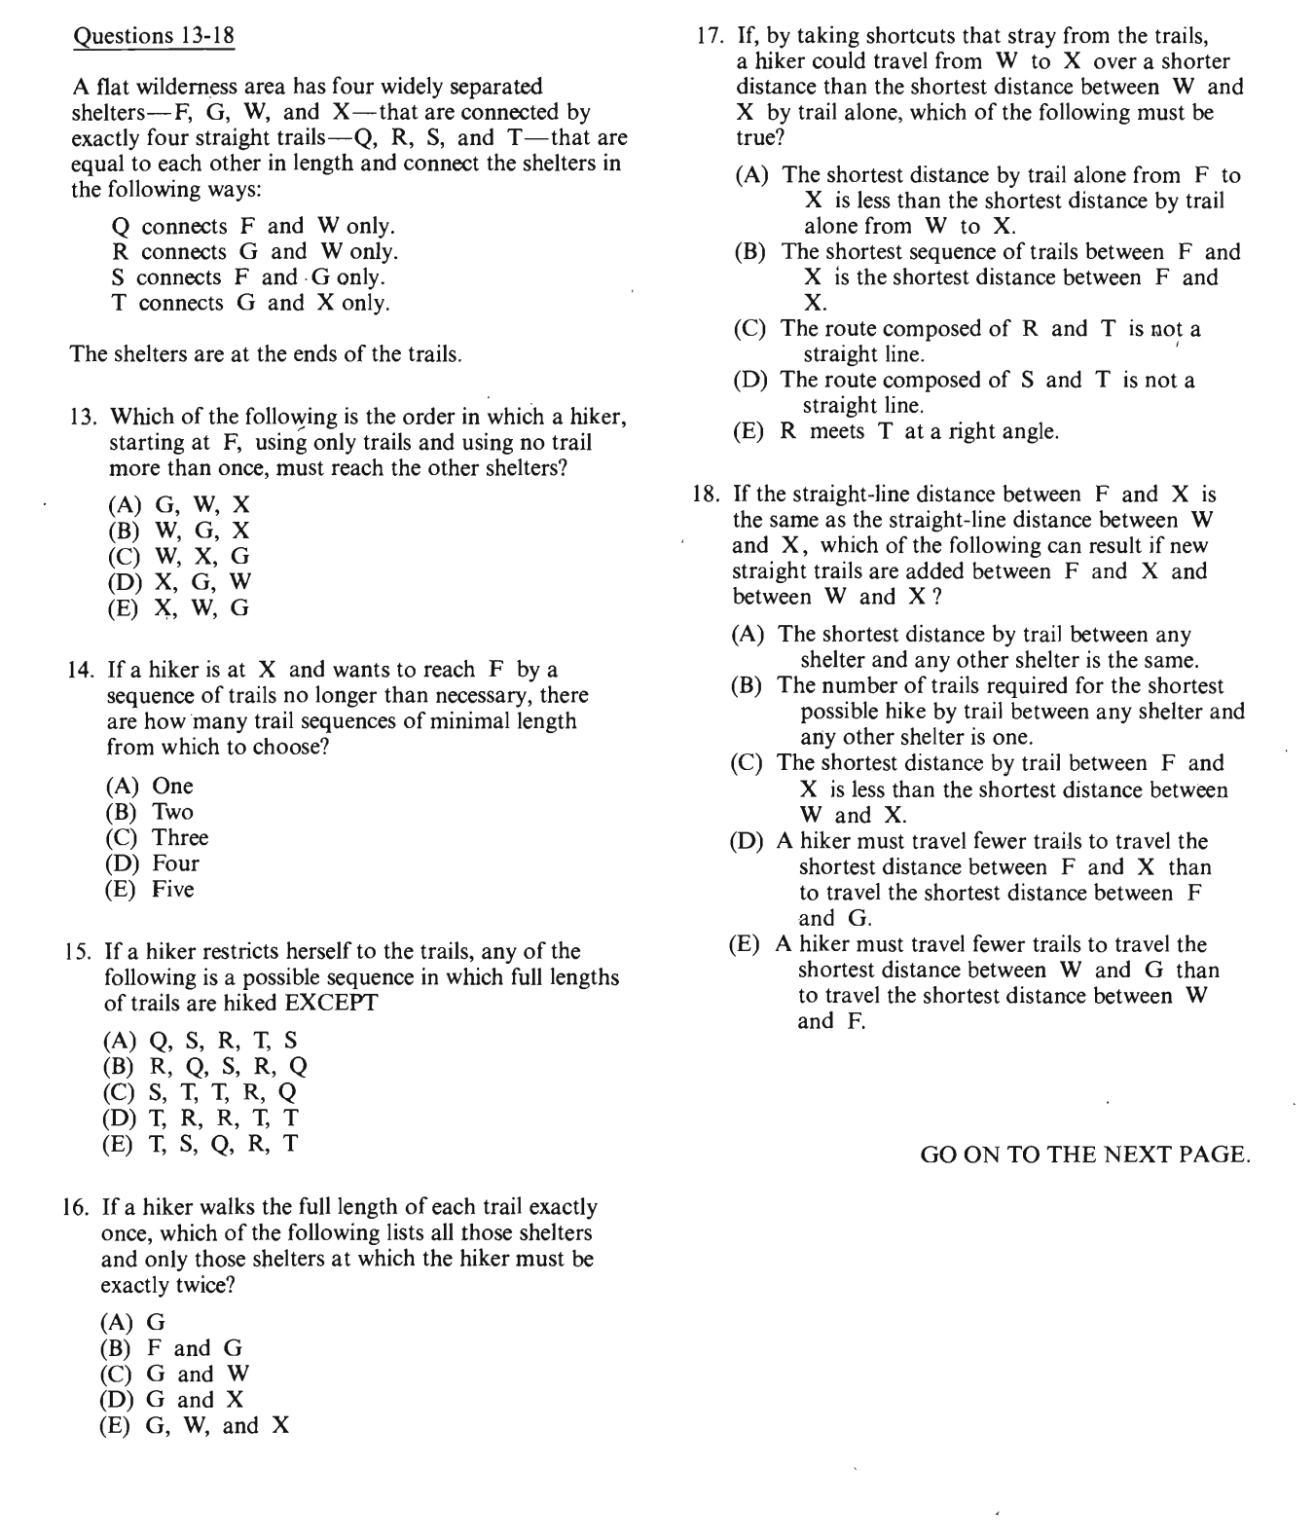 Questions 13-18
A flat wilderness area has four widely separated
shelters—F, G, W, and X—that are connected by
exactly four straight trails—Q, R, S, and T—that are
equal to each other in length and connect the shelters in
the following ways:
Q connects F and W only.
R connects G and W only.
S connects F and G only.
T connects G and X only.
The shelters are at the ends of the trails.
13. Which of the following is the order in which a hiker,
starting at F, using only trails and using no trail
more than once, must reach the other shelters?
(A) G, W, X
(B) W, G, X
(C) W, X, G
(D) X, G, W
(E) X, W, G
14. If a hiker is at X and wants to reach F by a
sequence of trails no longer than necessary, there
are how many trail sequences of minimal length
from which to choose?
(A) One
(B) Two
(C) Three
(D) Four
(E) Five
15. If a hiker restricts herself to the trails, any of the
following is a possible sequence in which full lengths
of trails are hiked EXCEPT
(A) Q, S, R, T, S
(B) R, Q, S, R, Q
(C) S, T, T, R, Q
(D) T, R, R, T, T
(E) T, S, Q, R, T
16. If a hiker walks the full length of each trail exactly
once, which of the following lists all those shelters
and only those shelters at which the hiker must be
exactly twice?
(A) G
(B) F and G
(C) G and W
(D) G and X
(E) G, W, and X
17. If, by taking shortcuts that stray from the trails,
a hiker could travel from W to X over a shorter
distance than the shortest distance between W and
X by trail alone, which of the following must be
true?
(A) The shortest distance by trail alone from F to
X is less than the shortest distance by trail
alone from W to X.
(B) The shortest sequence of trails between F and
X is the shortest distance between F and
X.
(C) The route composed of R and T is not a
straight line.
(D) The route composed of S and T is not a
straight line.
(E) R meets T at a right angle.
18. If the straight-line distance between F and X is
the same as the straight-line distance between W
and X, which of the following can result if new
straight trails are added between F and X and
between W and X?
(A) The shortest distance by trail between any
shelter and any other shelter is the same.
(B) The number of trails required for the shortest
possible hike by trail between any shelter and
any other shelter is one.
(C) The shortest distance by trail between F and
X is less than the shortest distance between
W and X.
(D) A hiker must travel fewer trails to travel the
shortest distance between F and X than
to travel the shortest distance between F
and G.
(E) A hiker must travel fewer trails to travel the
shortest distance between W and G than
to travel the shortest distance between W
and F.
GO ON TO THE NEXT PAGE.